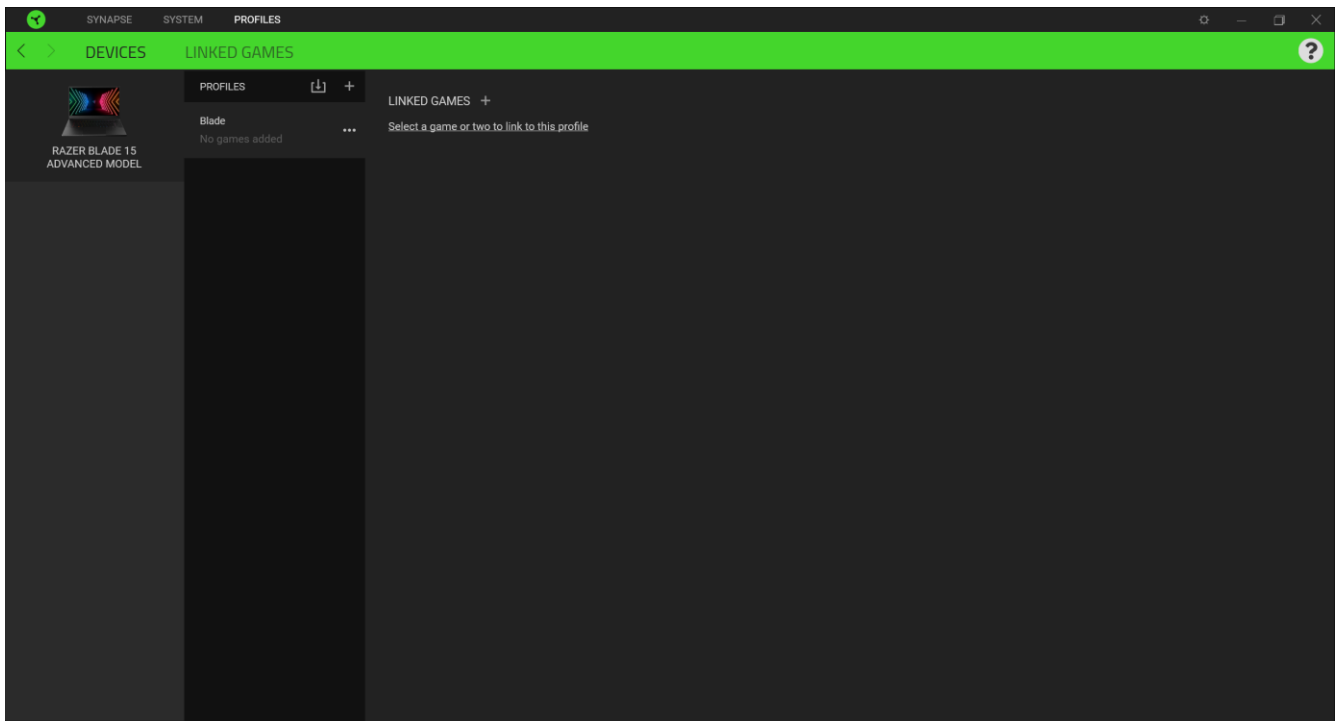 SYNAPSE SYSTEM PROFILES
DEVICES LINKED GAMES
?
RAZER BLADE 15
ADVANCED MODEL
PROFILES
Blade
No games added
LINKED GAMES +
Select a game or two to link to this profile